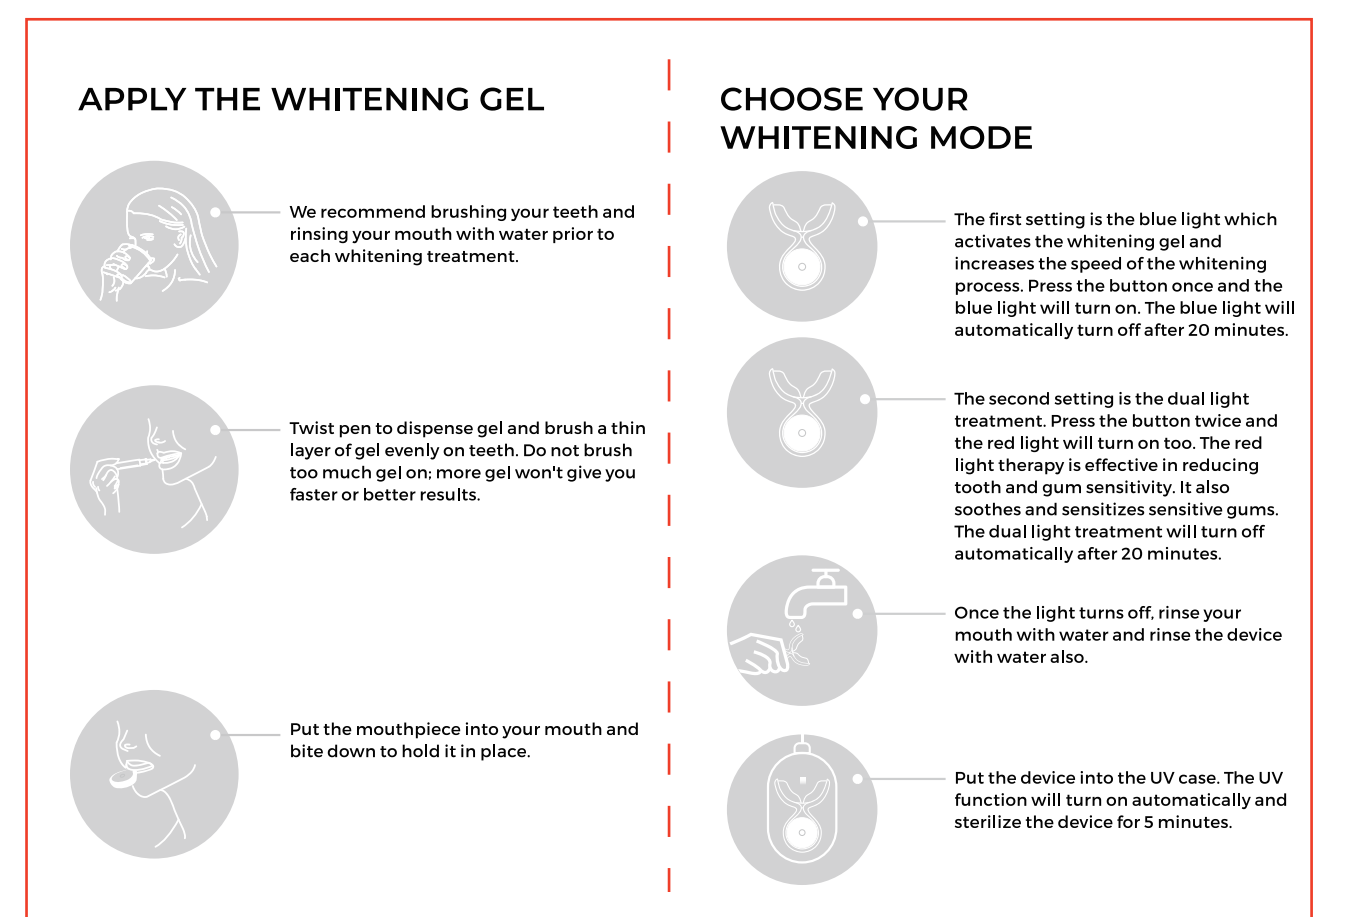 APPLY THE WHITENING GEL
We recommend brushing your teeth and
rinsing your mouth with water prior to
each whitening treatment.
Twist pen to dispense gel and brush a thin
layer of gel evenly on teeth. Do not brush
too much gel on; more gel won't give you
faster or better results.
Put the mouthpiece into your mouth and
bite down to hold it in place.
CHOOSE YOUR
WHITENING MODE
The first setting is the blue light which
activates the whitening gel and
increases the speed of the whitening
process. Press the button once and the
blue light will turn on. The blue light will
automatically turn off after 20 minutes.
The second setting is the dual light
treatment. Press the button twice and
the red light will turn on too. The red
light therapy is effective in reducing
tooth and gum sensitivity. It also
soothes and sensitizes sensitive gums.
The dual light treatment will turn off
automatically after 20 minutes.
Once the light turns off, rinse your
mouth with water and rinse the device
with water also.
Put the device into the UV case. The UV
function will turn on automatically and
sterilize the device for 5 minutes.